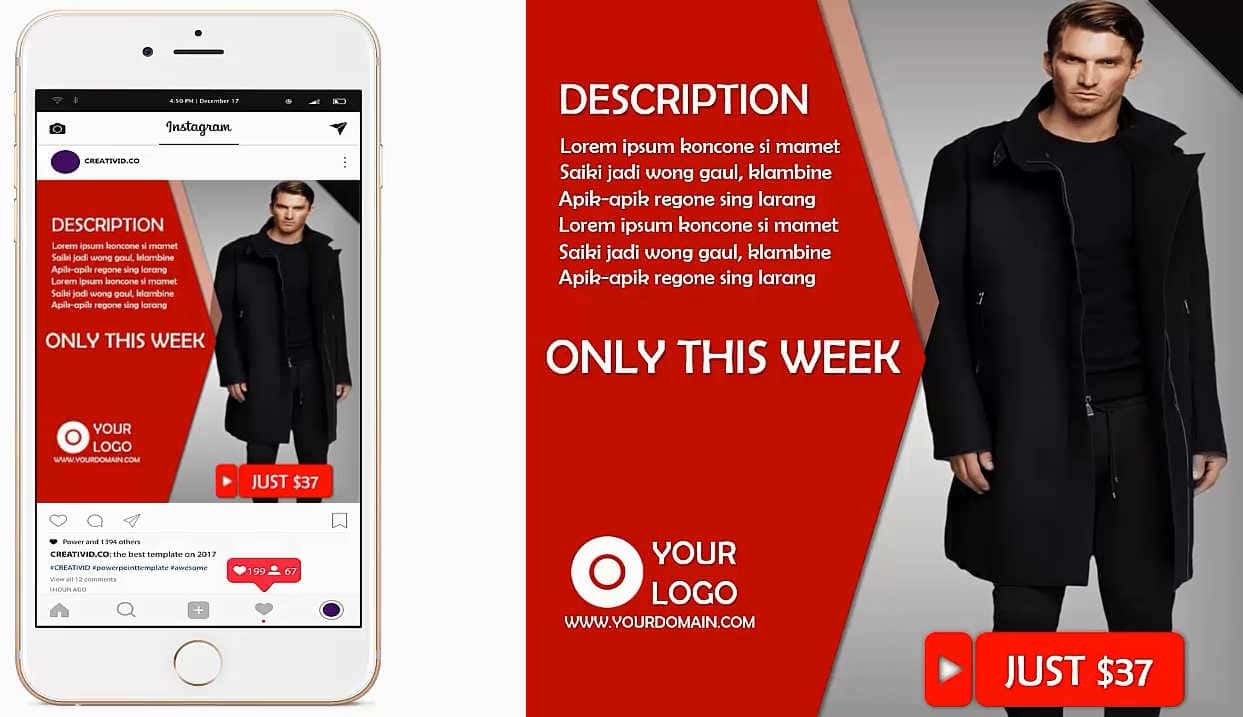 4.50 PM | December 17
Instagram
CREATIVID.CO
DESCRIPTION
Lorem ipsum koncone si mamet
Saiki jadi wong gaul, klambine
Apik-apik regone sing larang
Lorem ipsum koncone si mamet
Saiki jadi wong gaul, klambine
Apik-apik regone sing larang
ONLY THIS WEEK
YOUR
LOGO
WWW.YOURDOMAIN.COM
JUST $37
Power and 1394 others
CREATIVID.CO: the best template on 2017
#CREATIVID #powerpointtemplate #awesome
View all 12 comments
1 HOUR AGO
199 67
DESCRIPTION
Lorem ipsum koncone si mamet
Saiki jadi wong gaul, klambine
Apik-apik regone sing larang
Lorem ipsum koncone si mamet
Saiki jadi wong gaul, klambine
Apik-apik regone sing larang
ONLY THIS WEEK
YOUR
LOGO
WWW.YOURDOMAIN.COM
JUST $37